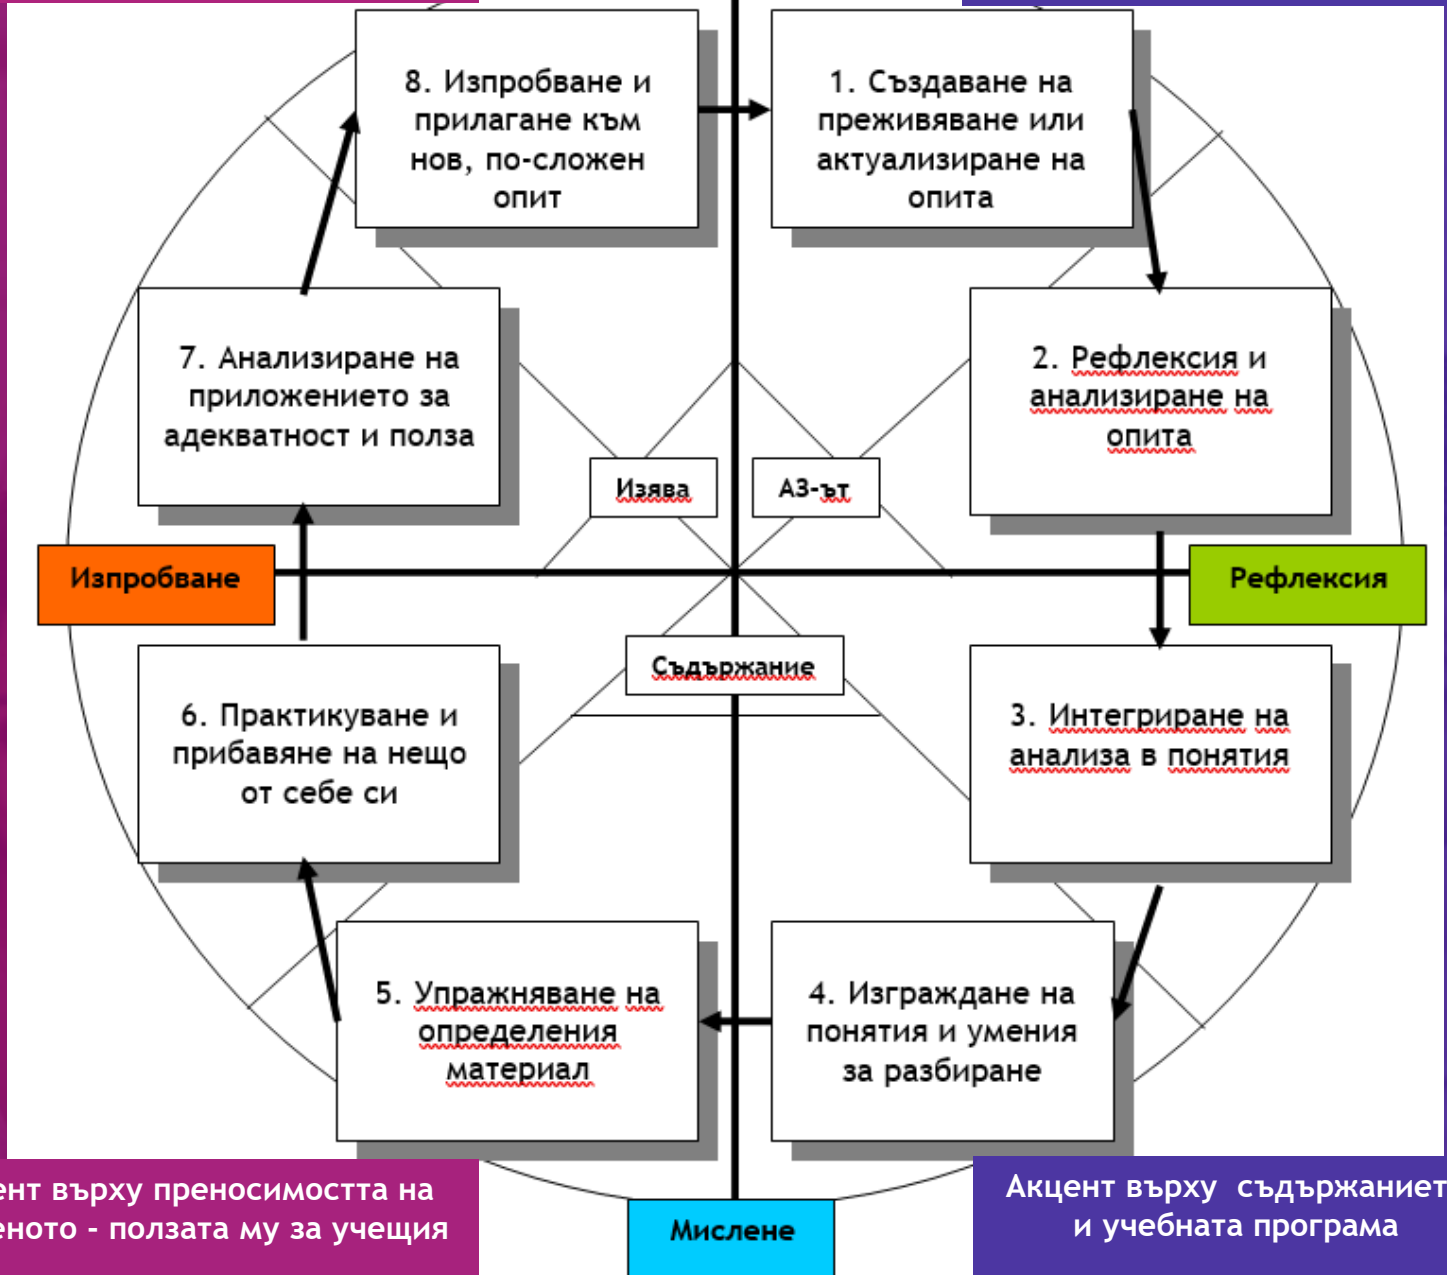 8. Изпробване и
прилагане към
нов, по-сложен
опит
1. Създаване на
преживяване или
актуализиране на
опита
7. Анализиране на
приложението за
адекватност и полза
2. Рефлексия и
анализиране на
опита
Изява
АЗ-ът
Изпробване
Рефлексия
Съдържание
6. Практикуване и
прибавяне на нещо
от себе си
3. Интегриране на
анализа в понятия
5. Упражняване на
определения
материал
4. Изграждане на
понятия и умения
за разбиране
върху преносимостта на
- ползата му за учещия
Мислене
Акцент върху съдържаниет
и учебната програма